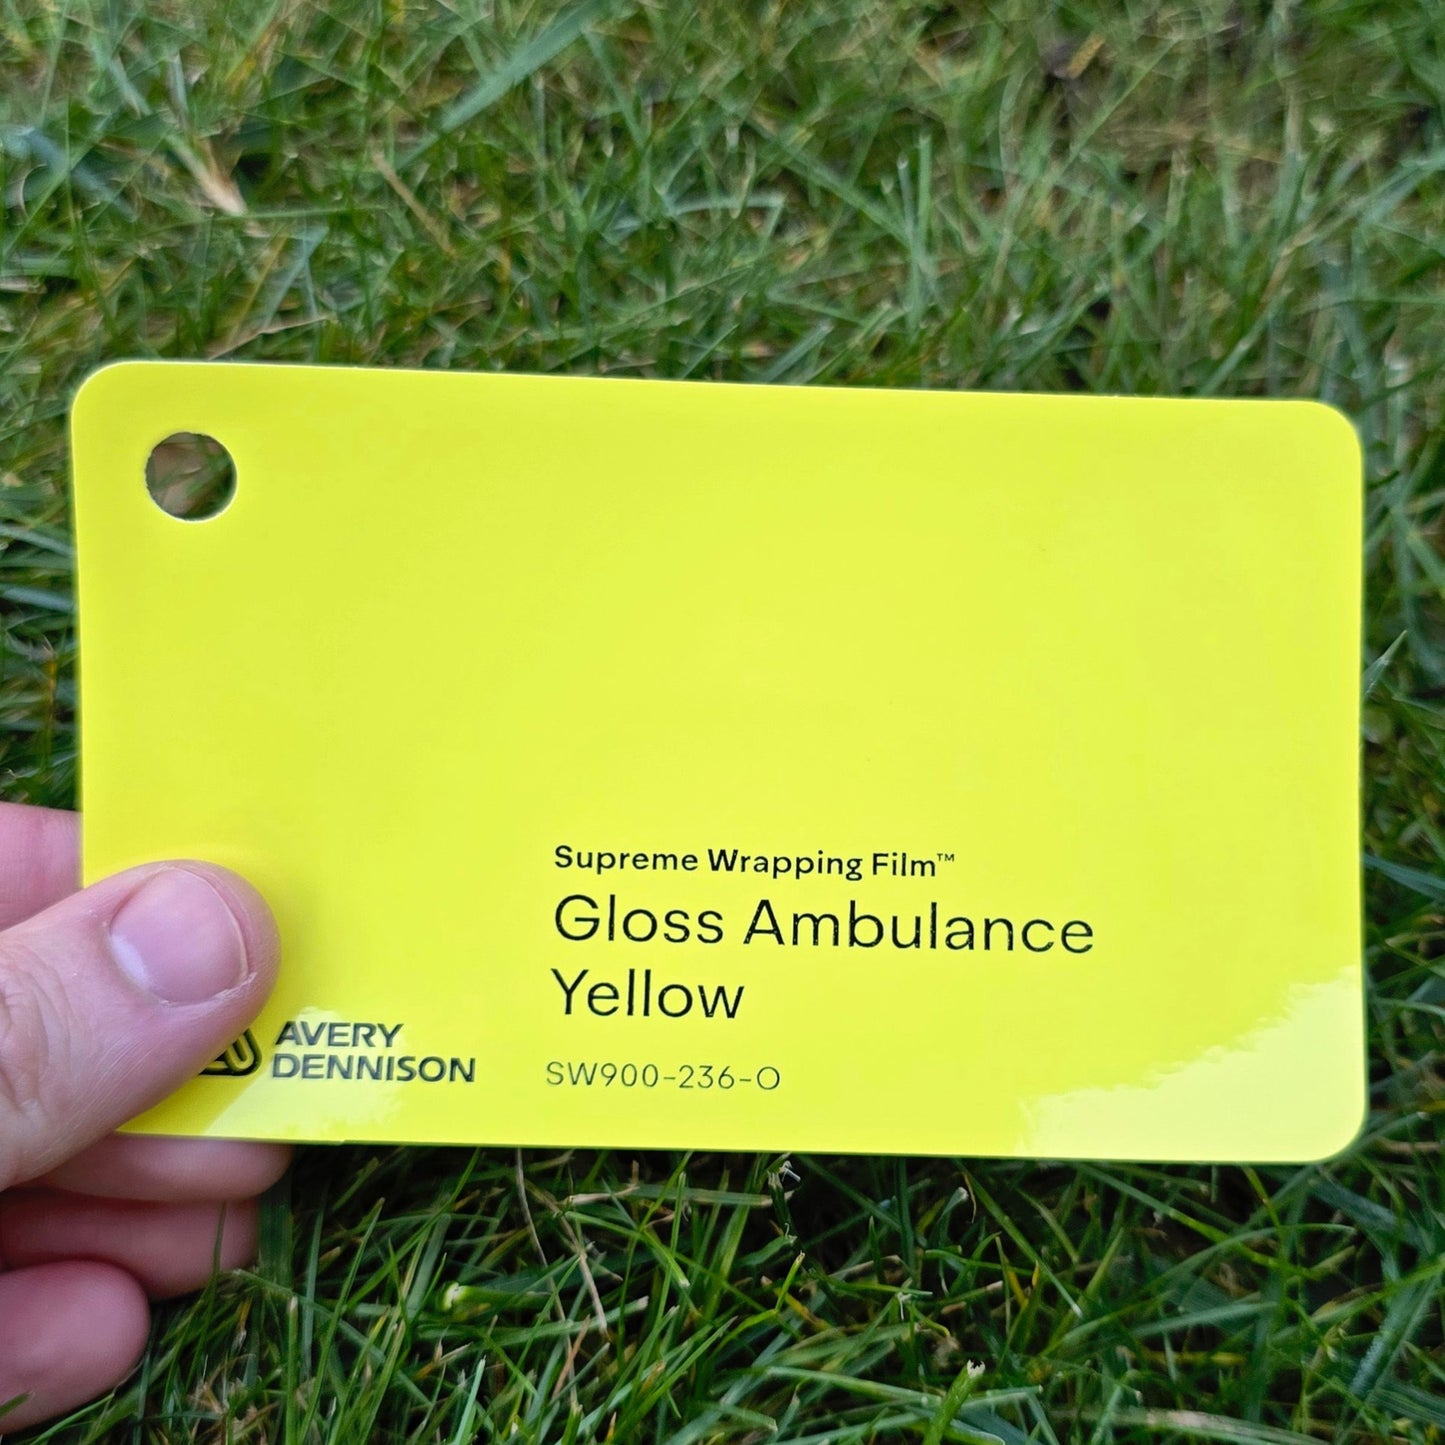 Supreme Wrapping Film™
Gloss Ambulance
Yellow
AVERY
DENNISON
SW900-236-O